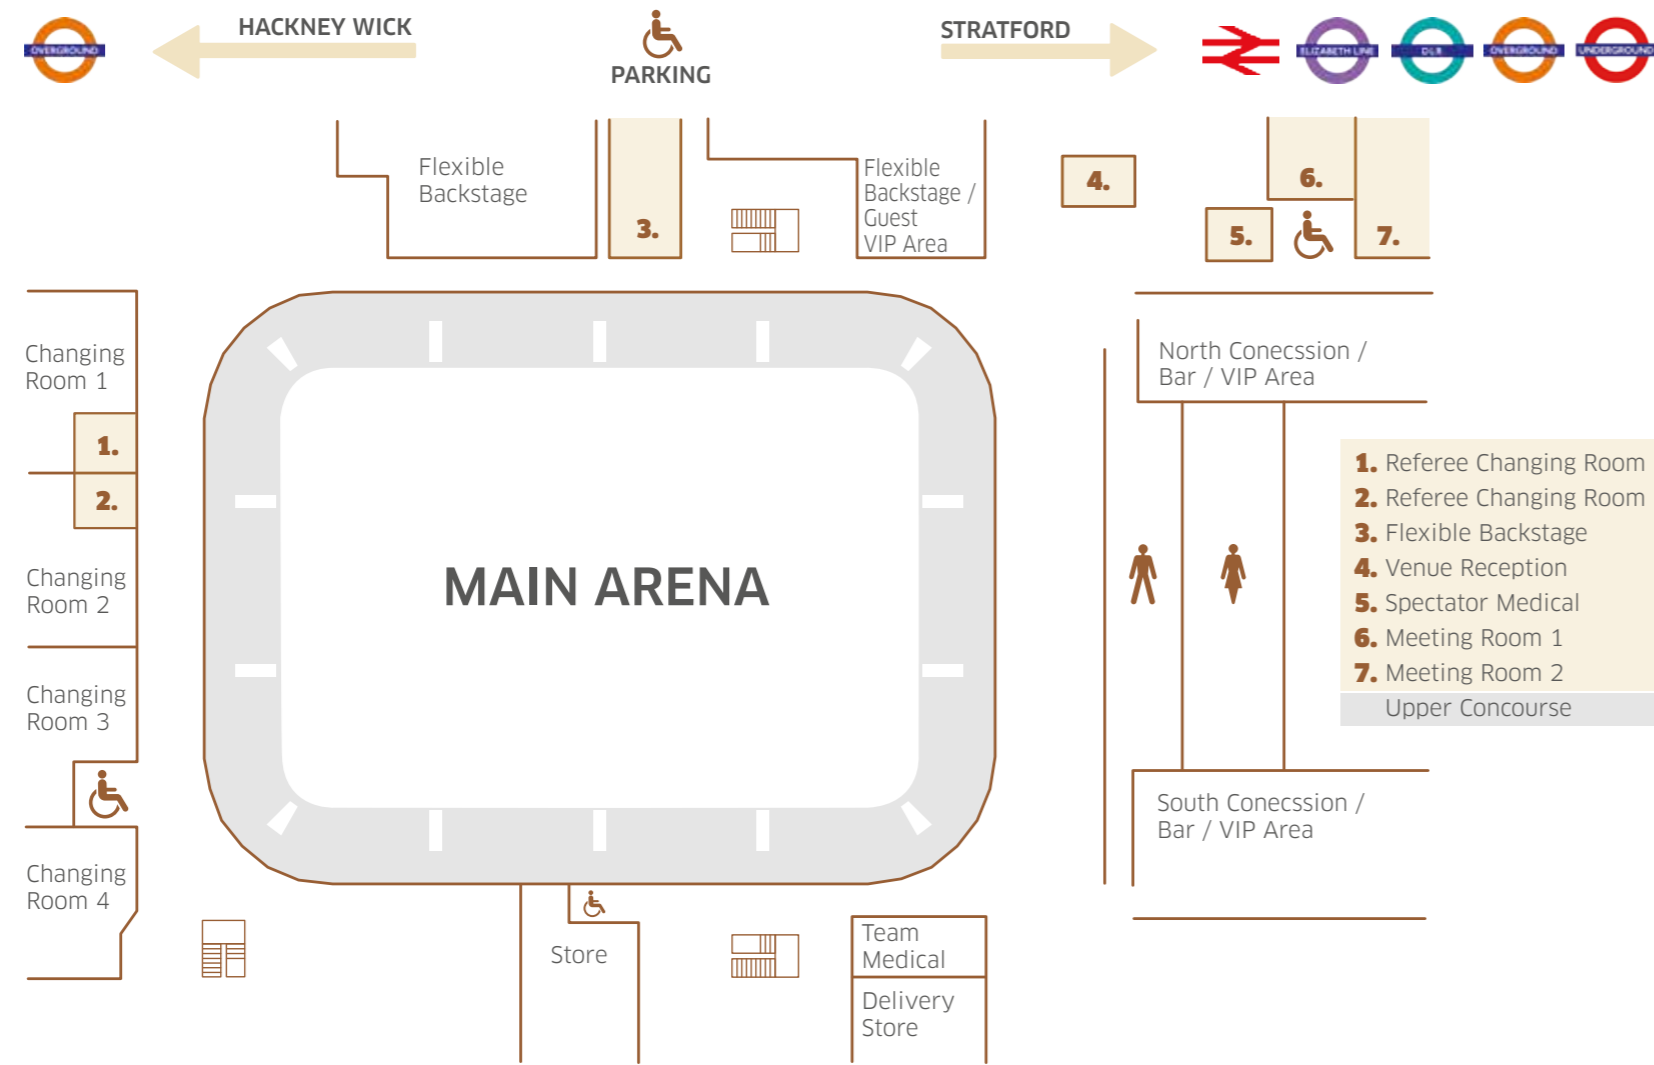 HACKNEY WICK
STRATFORD
PARKING
OVERGROUND
ELIZABETH LINE
DLR
OVERGROUND
UNDERGROUND
Flexible
Backstage
3.
Flexible
Backstage /
Guest
VIP Area
4.
5.
6.
7.
Changing
Room 1
1.
2.
Changing
Room 2
Changing
Room 3
Changing
Room 4
MAIN ARENA
North Conecssion /
Bar / VIP Area
South Conecssion /
Bar / VIP Area
1. Referee Changing Room
2. Referee Changing Room
3. Flexible Backstage
4. Venue Reception
5. Spectator Medical
6. Meeting Room 1
7. Meeting Room 2
Upper Concourse
Store
Team
Medical
Delivery
Store